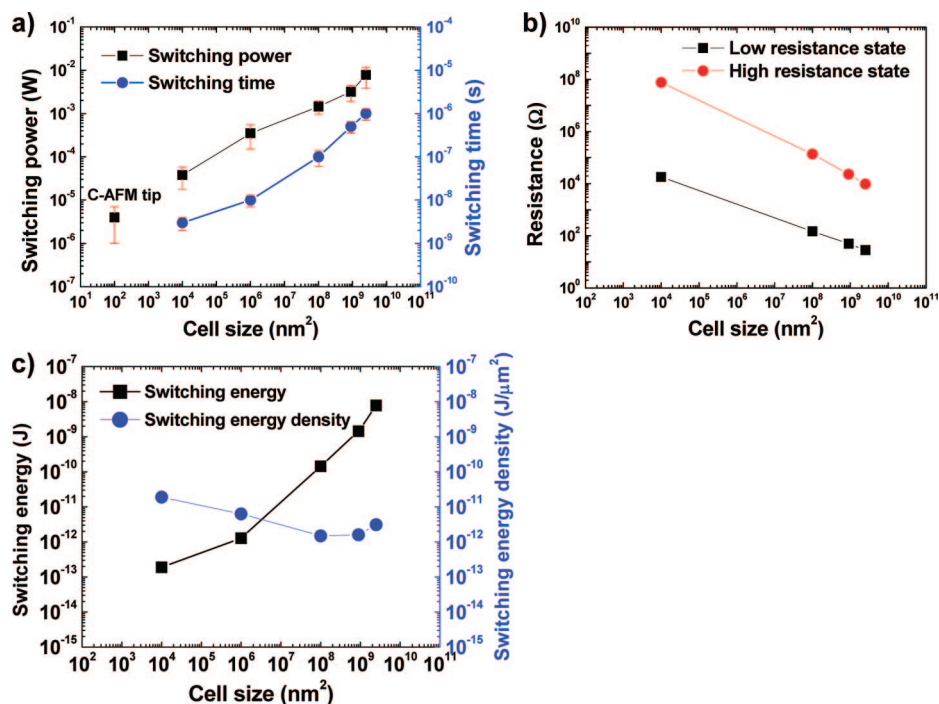 a)
Switching power
Switching time
C-AFM tip
Switching power (W)
10⁻¹
10⁻²
10⁻³
10⁻⁴
10⁻⁵
10⁻⁶
10⁻⁷
Switching time (s)
10⁻⁴
10⁻⁵
10⁻⁶
10⁻⁷
10⁻⁸
10⁻⁹
10⁻¹⁰
10¹ 10² 10³ 10⁴ 10⁵ 10⁶ 10⁷ 10⁸ 10⁹ 10¹⁰ 10¹¹
Cell size (nm²)
b)
Low resistance state
High resistance state
Resistance (Ω)
10¹⁰
10⁸
10⁶
10⁴
10²
10⁰
10³ 10⁴ 10⁵ 10⁶ 10⁷ 10⁸ 10⁹ 10¹⁰ 10¹¹
Cell size (nm²)
c)
Switching energy
Switching energy density
Switching energy (J)
10⁻⁷
10⁻⁸
10⁻⁹
10⁻¹⁰
10⁻¹¹
10⁻¹²
10⁻¹³
10⁻¹⁴
10⁻¹⁵
Switching energy density (J/μm²)
10⁻⁷
10⁻⁸
10⁻⁹
10⁻¹⁰
10⁻¹¹
10⁻¹²
10⁻¹³
10⁻¹⁴
10⁻¹⁵
10² 10³ 10⁴ 10⁵ 10⁶ 10⁷ 10⁸ 10⁹ 10¹⁰ 10¹¹
Cell size (nm²)